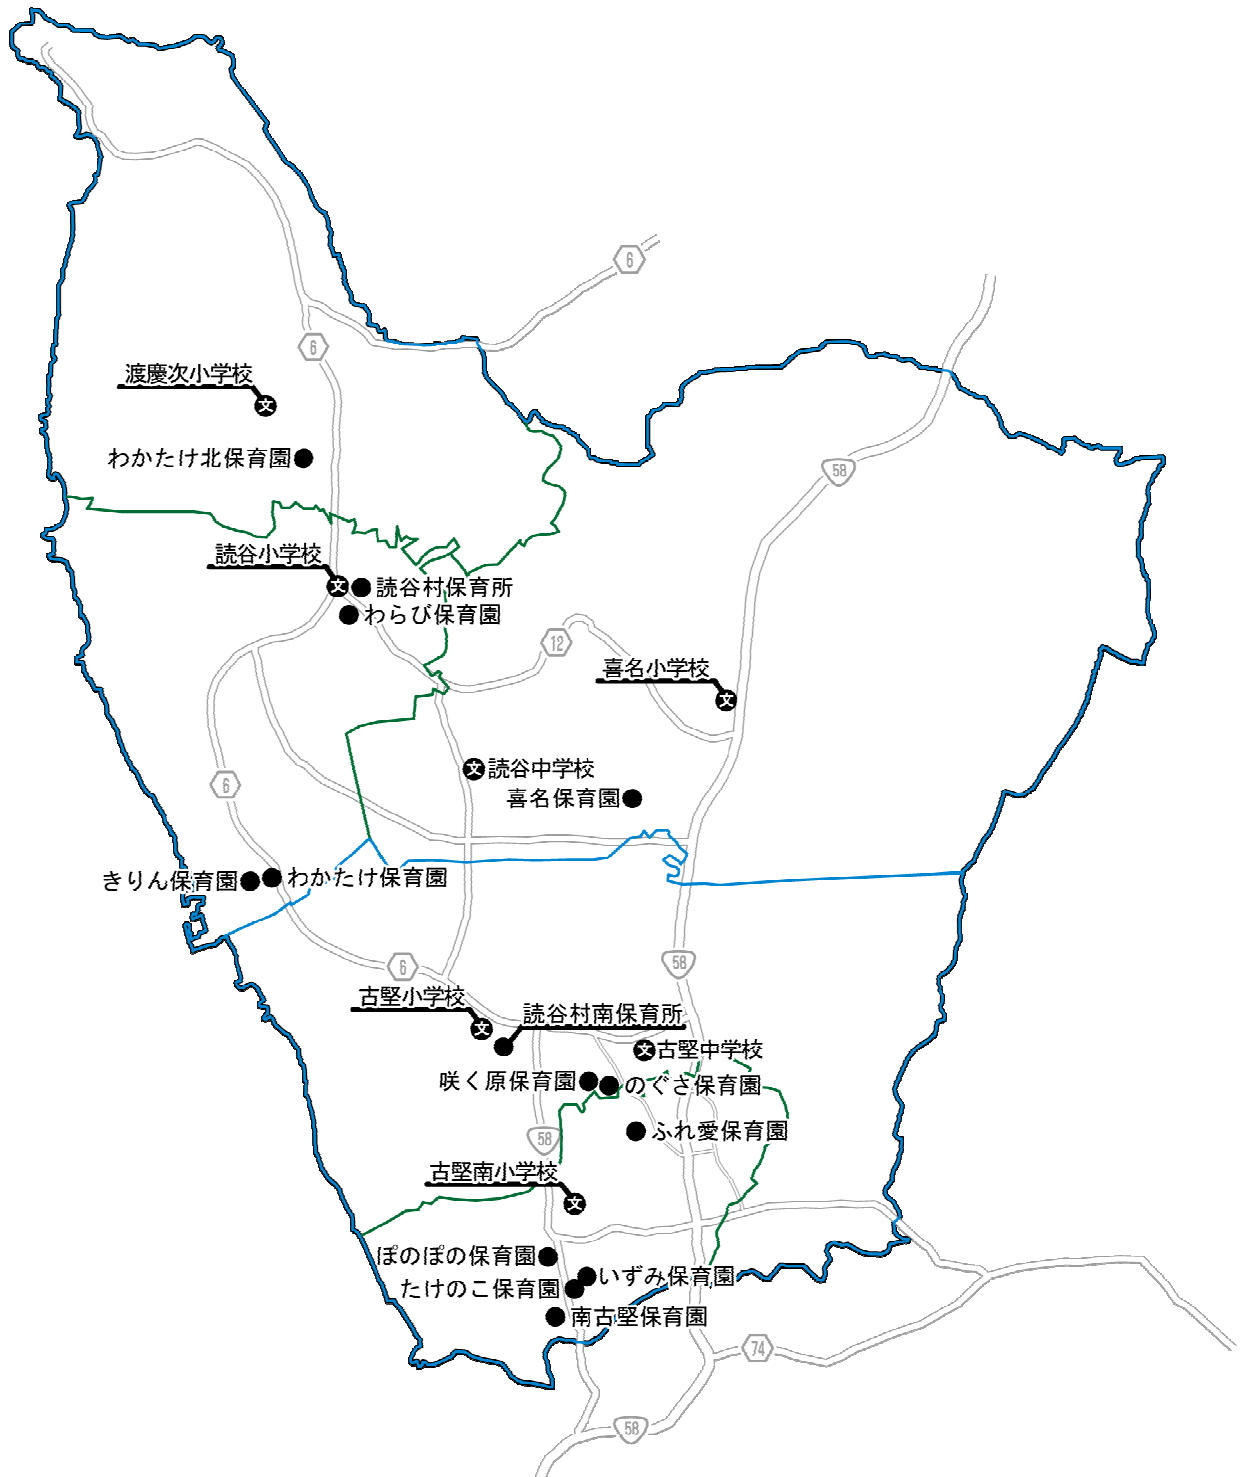 6
6
渡慶次小学校
文
わかたけ北保育園
58
読谷小学校
文
読谷村保育所
わらび保育園
12
喜名小学校
文
文
読谷中学校
喜名保育園
6
きりん保育園
わかたけ保育園
6
58
古堅小学校
文
読谷村南保育所
文
古堅中学校
咲く原保育園
のぐさ保育園
58
ふれ愛保育園
古堅南小学校
文
ぽのぽの保育園
いずみ保育園
たけのこ保育園
南古堅保育園
74
58